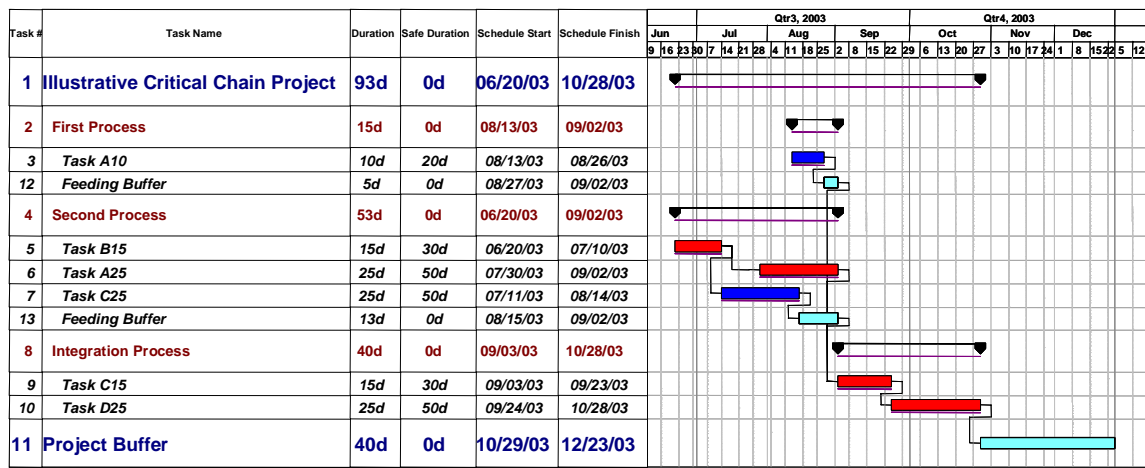 Qtr3, 2003 Qtr4, 2003
Task # Task Name Duration Safe Duration Schedule Start Schedule Finish Jun Jul Aug Sep Oct Nov Dec
9 16 23 30 7 14 21 28 4 11 18 25 2 8 15 22 29 6 13 20 27 3 10 17 24 1 8 15 22 5 12
1 Illustrative Critical Chain Project 93d 0d 06/20/03 10/28/03
2 First Process 15d 0d 08/13/03 09/02/03
3 Task A10 10d 20d 08/13/03 08/26/03
12 Feeding Buffer 5d 0d 08/27/03 09/02/03
4 Second Process 53d 0d 06/20/03 09/02/03
5 Task B15 15d 30d 06/20/03 07/10/03
6 Task A25 25d 50d 07/30/03 09/02/03
7 Task C25 25d 50d 07/11/03 08/14/03
13 Feeding Buffer 13d 0d 08/15/03 09/02/03
8 Integration Process 40d 0d 09/03/03 10/28/03
9 Task C15 15d 30d 09/03/03 09/23/03
10 Task D25 25d 50d 09/24/03 10/28/03
11 Project Buffer 40d 0d 10/29/03 12/23/03